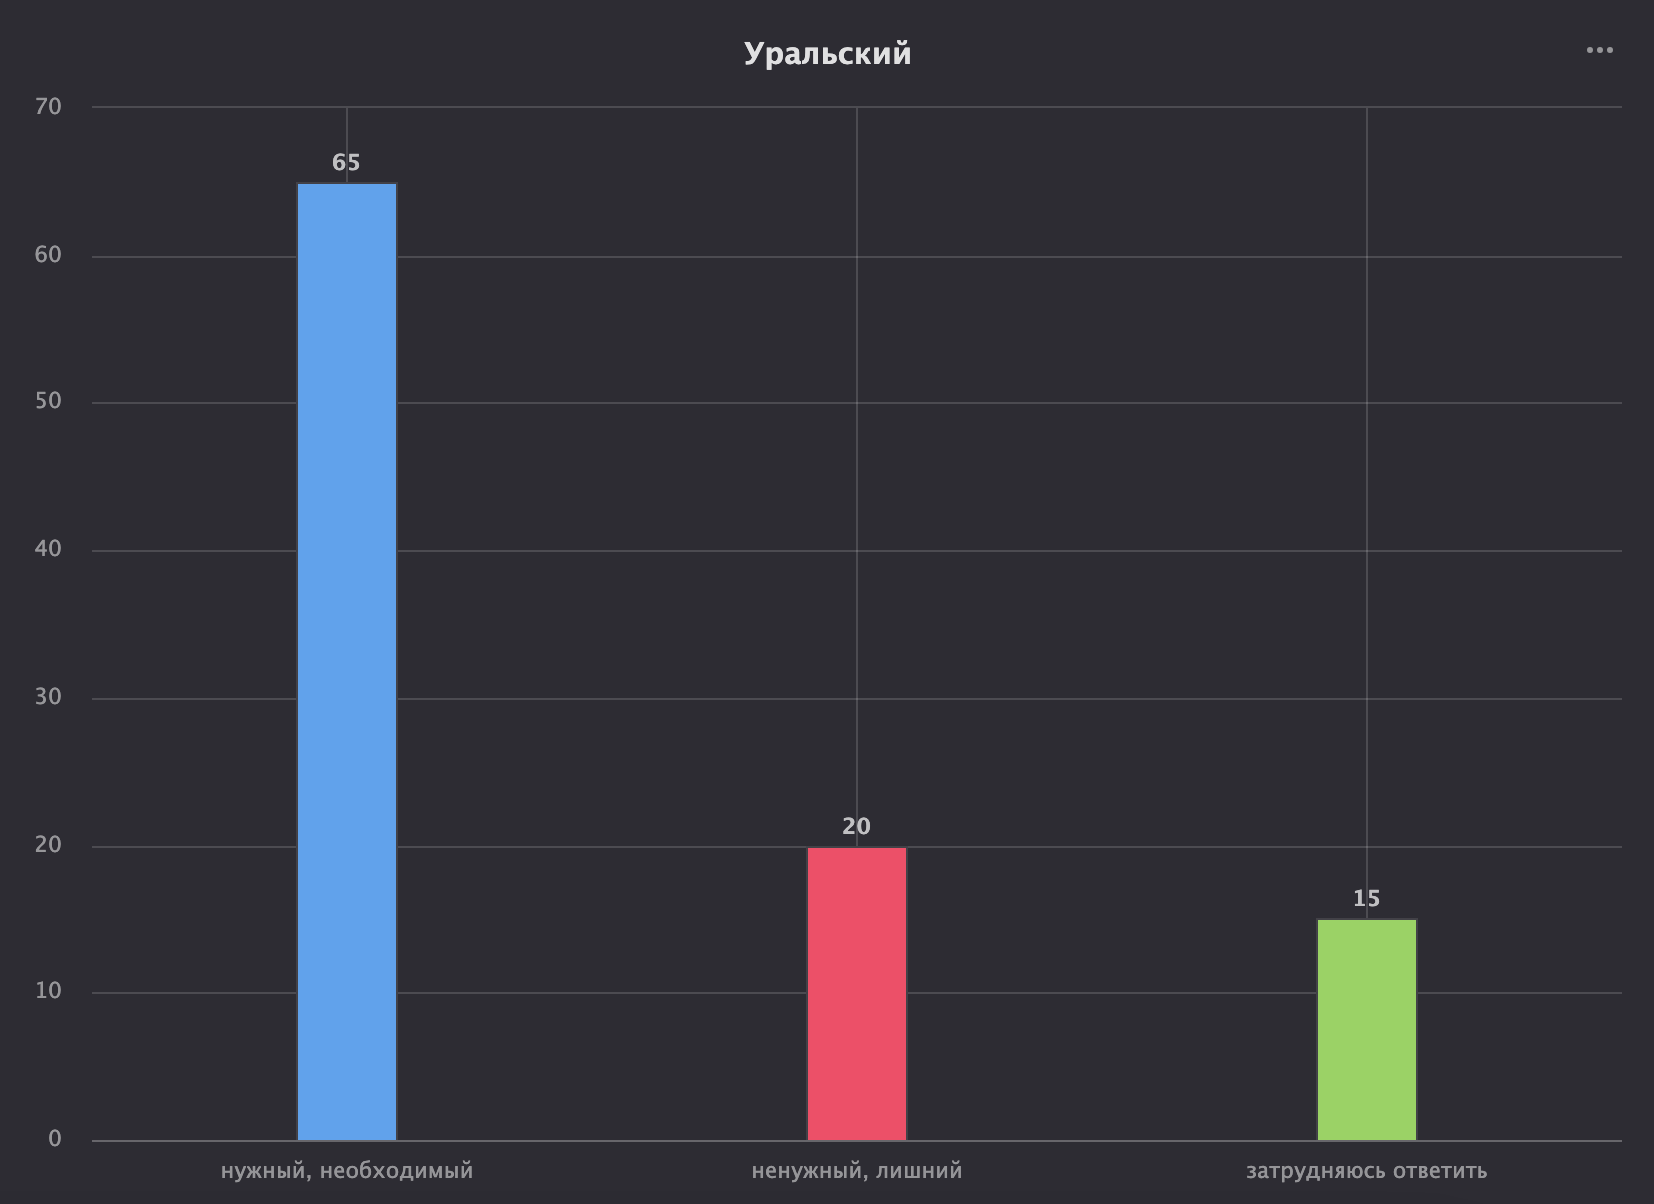 Уральский
70
65
60
50
40
30
20
20
15
10
0
нужный, необходимый
ненужный, лишний
затрудняюсь ответить